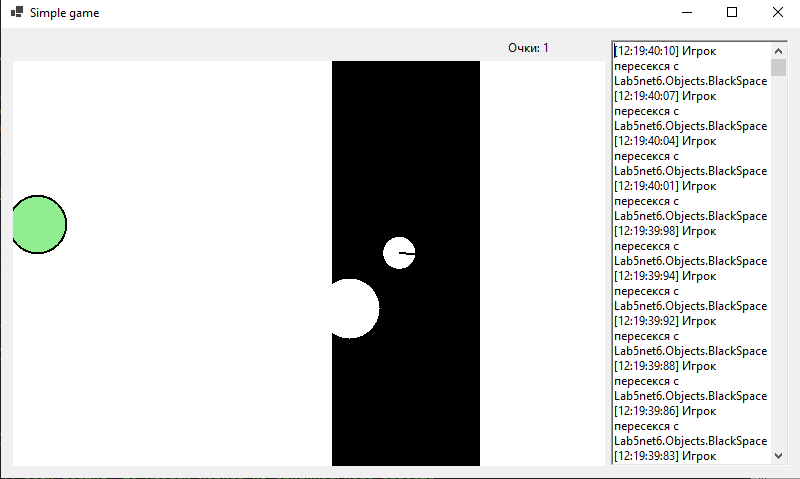 Simple game
Очки: 1
[12:19:40:10] Игрок
пересекся с
Lab5net6.Objects.BlackSpace
[12:19:40:07] Игрок
пересекся с
Lab5net6.Objects.BlackSpace
[12:19:40:04] Игрок
пересекся с
Lab5net6.Objects.BlackSpace
[12:19:40:01] Игрок
пересекся с
Lab5net6.Objects.BlackSpace
[12:19:39:98] Игрок
пересекся с
Lab5net6.Objects.BlackSpace
[12:19:39:94] Игрок
пересекся с
Lab5net6.Objects.BlackSpace
[12:19:39:92] Игрок
пересекся с
Lab5net6.Objects.BlackSpace
[12:19:39:88] Игрок
пересекся с
Lab5net6.Objects.BlackSpace
[12:19:39:86] Игрок
пересекся с
Lab5net6.Objects.BlackSpace
[12:19:39:83] Игрок